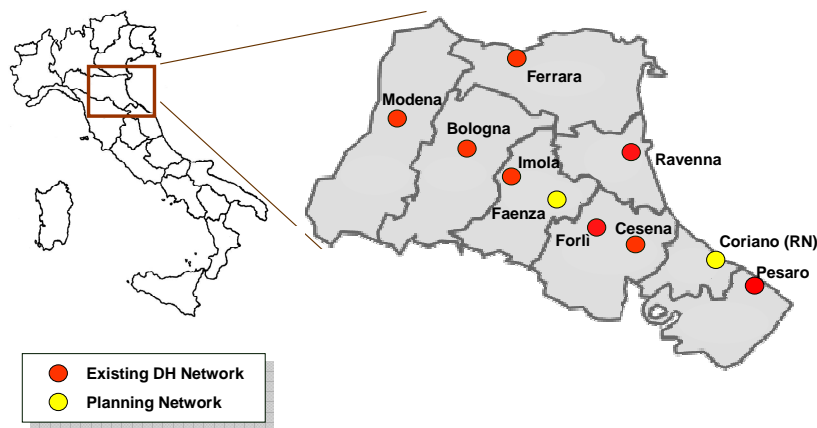 Ferrara
Modena
Bologna
Imola
Ravenna
Faenza
Forlì
Cesena
Coriano (RN)
Pesaro
Existing DH Network
Planning Network